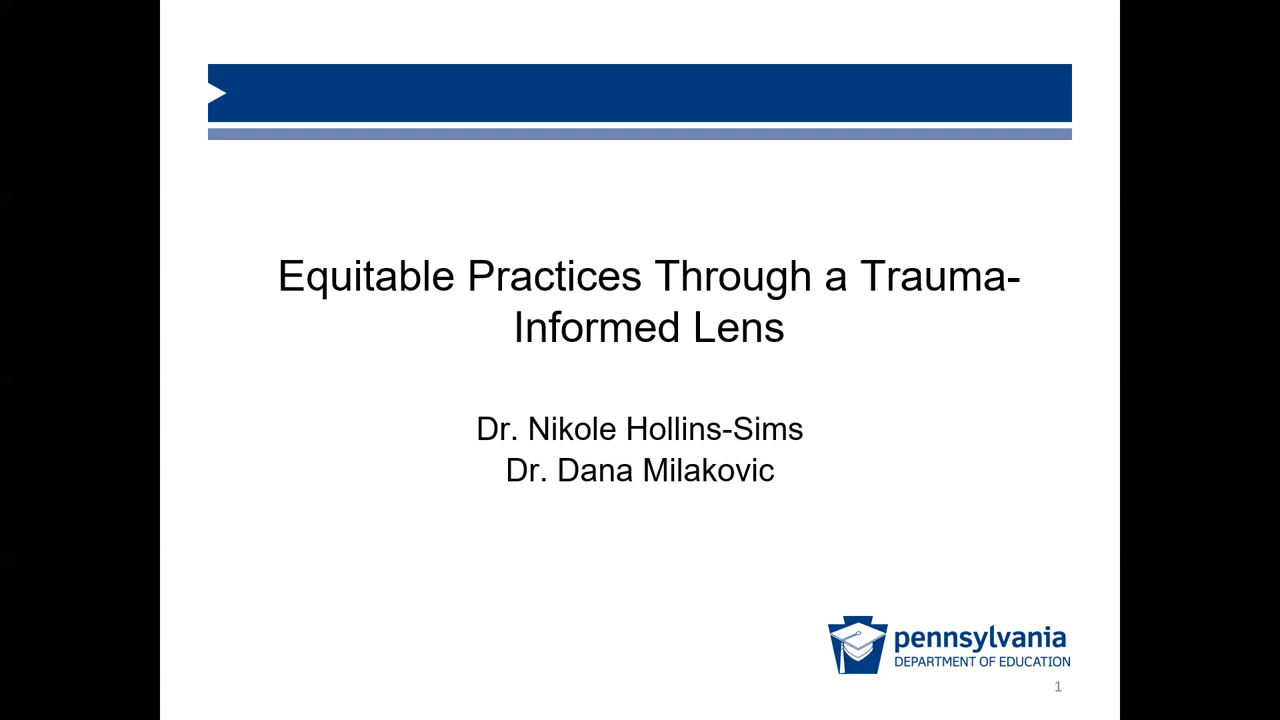 Equitable Practices Through a Trauma-
Informed Lens
Dr. Nikole Hollins-Sims
Dr. Dana Milakovic
pennsylvania
DEPARTMENT OF EDUCATION
1